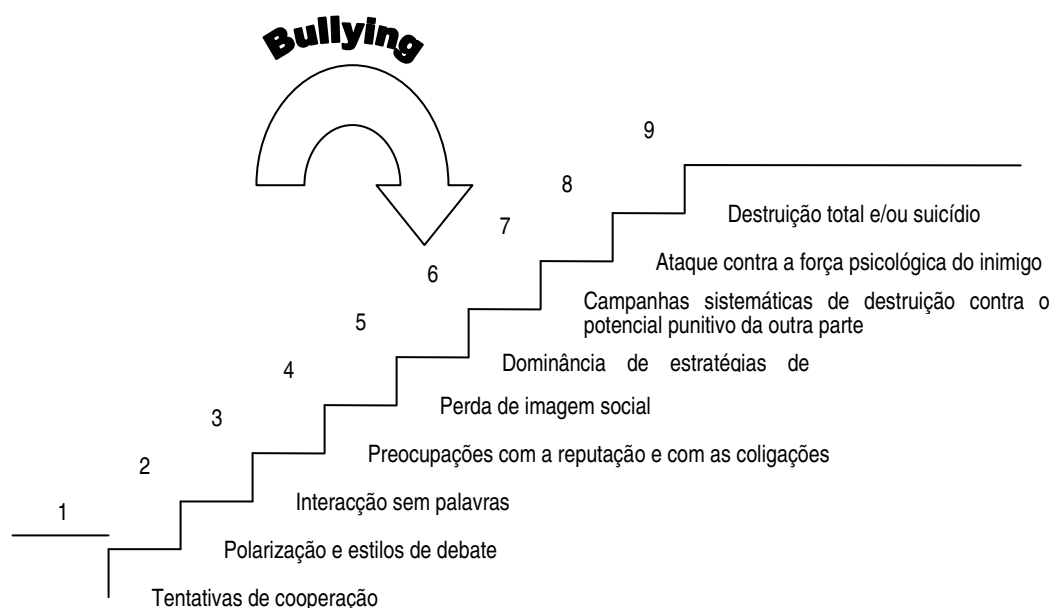 Bullying
9
8
Destruição total e/ou suicídio
7
Ataque contra a força psicológica do inimigo
6
Campanhas sistemáticas de destruição contra o
potencial punitivo da outra parte
5
Dominância de estratégias de
4
Perda de imagem social
3
Preocupações com a reputação e com as coligações
2
Interacção sem palavras
1
Polarização e estilos de debate
Tentativas de cooperação